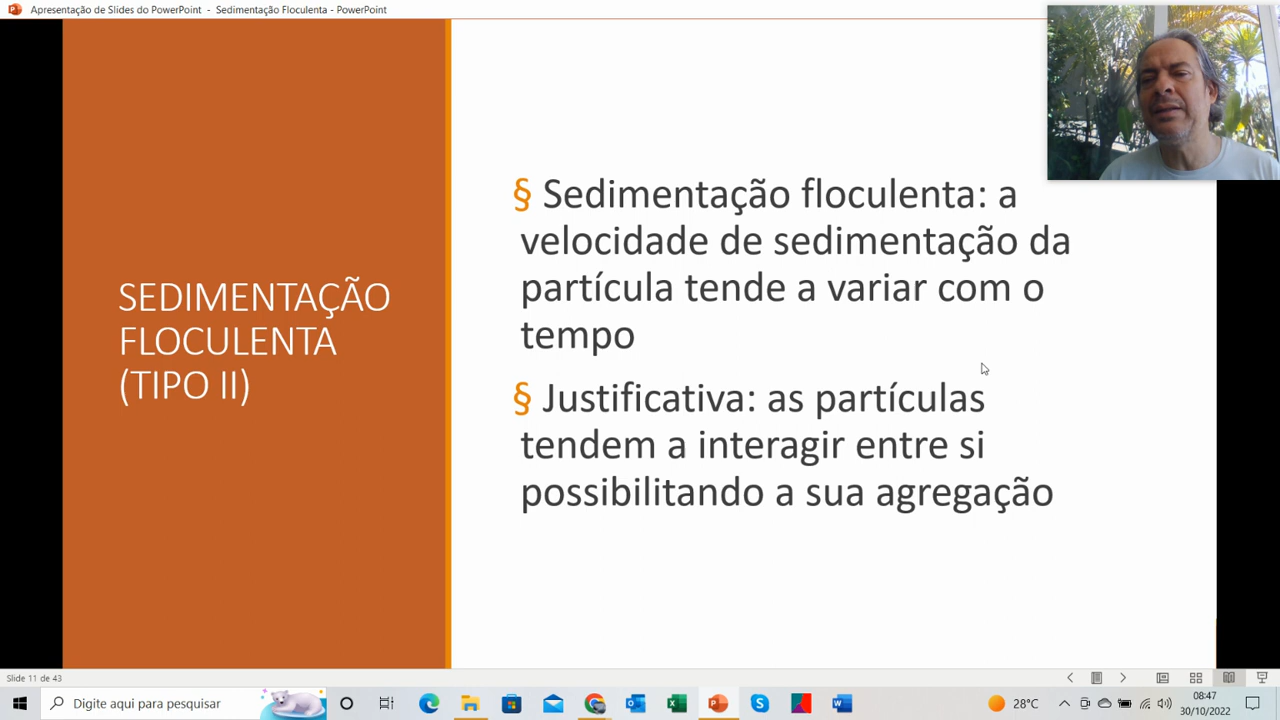 Apresentação de Slides do PowerPoint - Sedimentação Floculenta - PowerPoint
SEDIMENTAÇÃO
FLOCULENTA
(TIPO II)
§ Sedimentação floculenta: a
velocidade de sedimentação da
partícula tende a variar com o
tempo
§ Justificativa: as partículas
tendem a interagir entre si
possibilitando a sua agregação
Slide 11 de 43
Digite aqui para pesquisar
28°C
08:47
30/10/2022